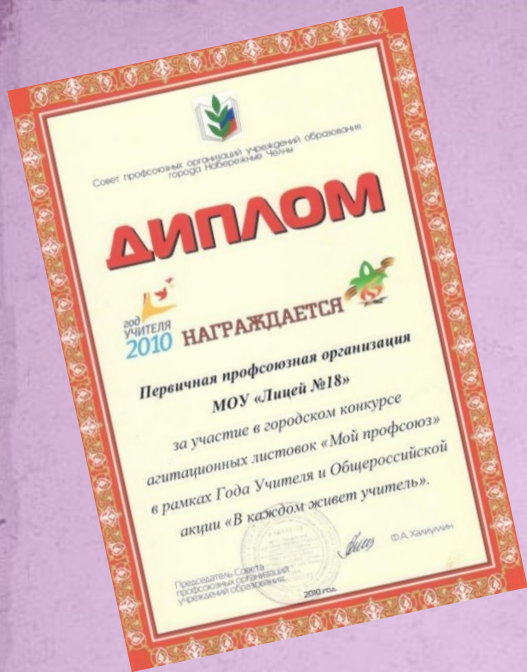 Совет профсоюзных организаций учреждений образования
города Набережные Челны
ДИПЛОМ
год
УЧИТЕЛЯ
2010
НАГРАЖДАЕТСЯ
Первичная профсоюзная организация
МОУ «Лицей №18»
за участие в городском конкурсе
агитационных листовок «Мой профсоюз»
в рамках Года Учителя и Общероссийской
акции «В каждом живет учитель».
Председатель Совета
профсоюзных организаций
учреждений образования
Ф.А. Халиуллин
2010 год